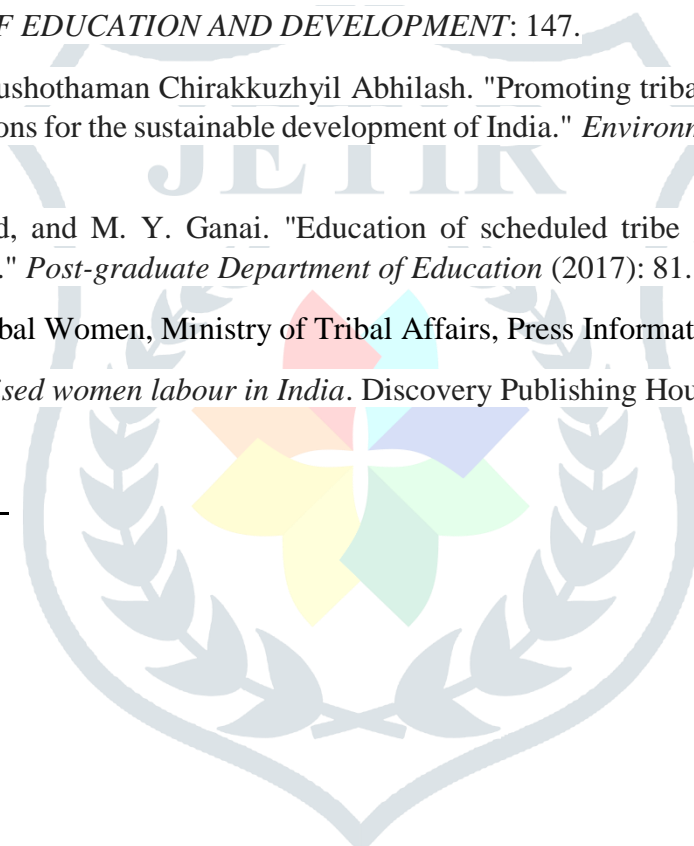 F EDUCATION AND DEVELOPMENT: 147.
ushothaman Chirakkuzhyil Abhilash. "Promoting triba
ons for the sustainable development of India." Environn
JETIR
d, and M. Y. Ganai. "Education of scheduled tribe
." Post-graduate Department of Education (2017): 81.
bal Women, Ministry of Tribal Affairs, Press Informat
ised women labour in India. Discovery Publishing Hou